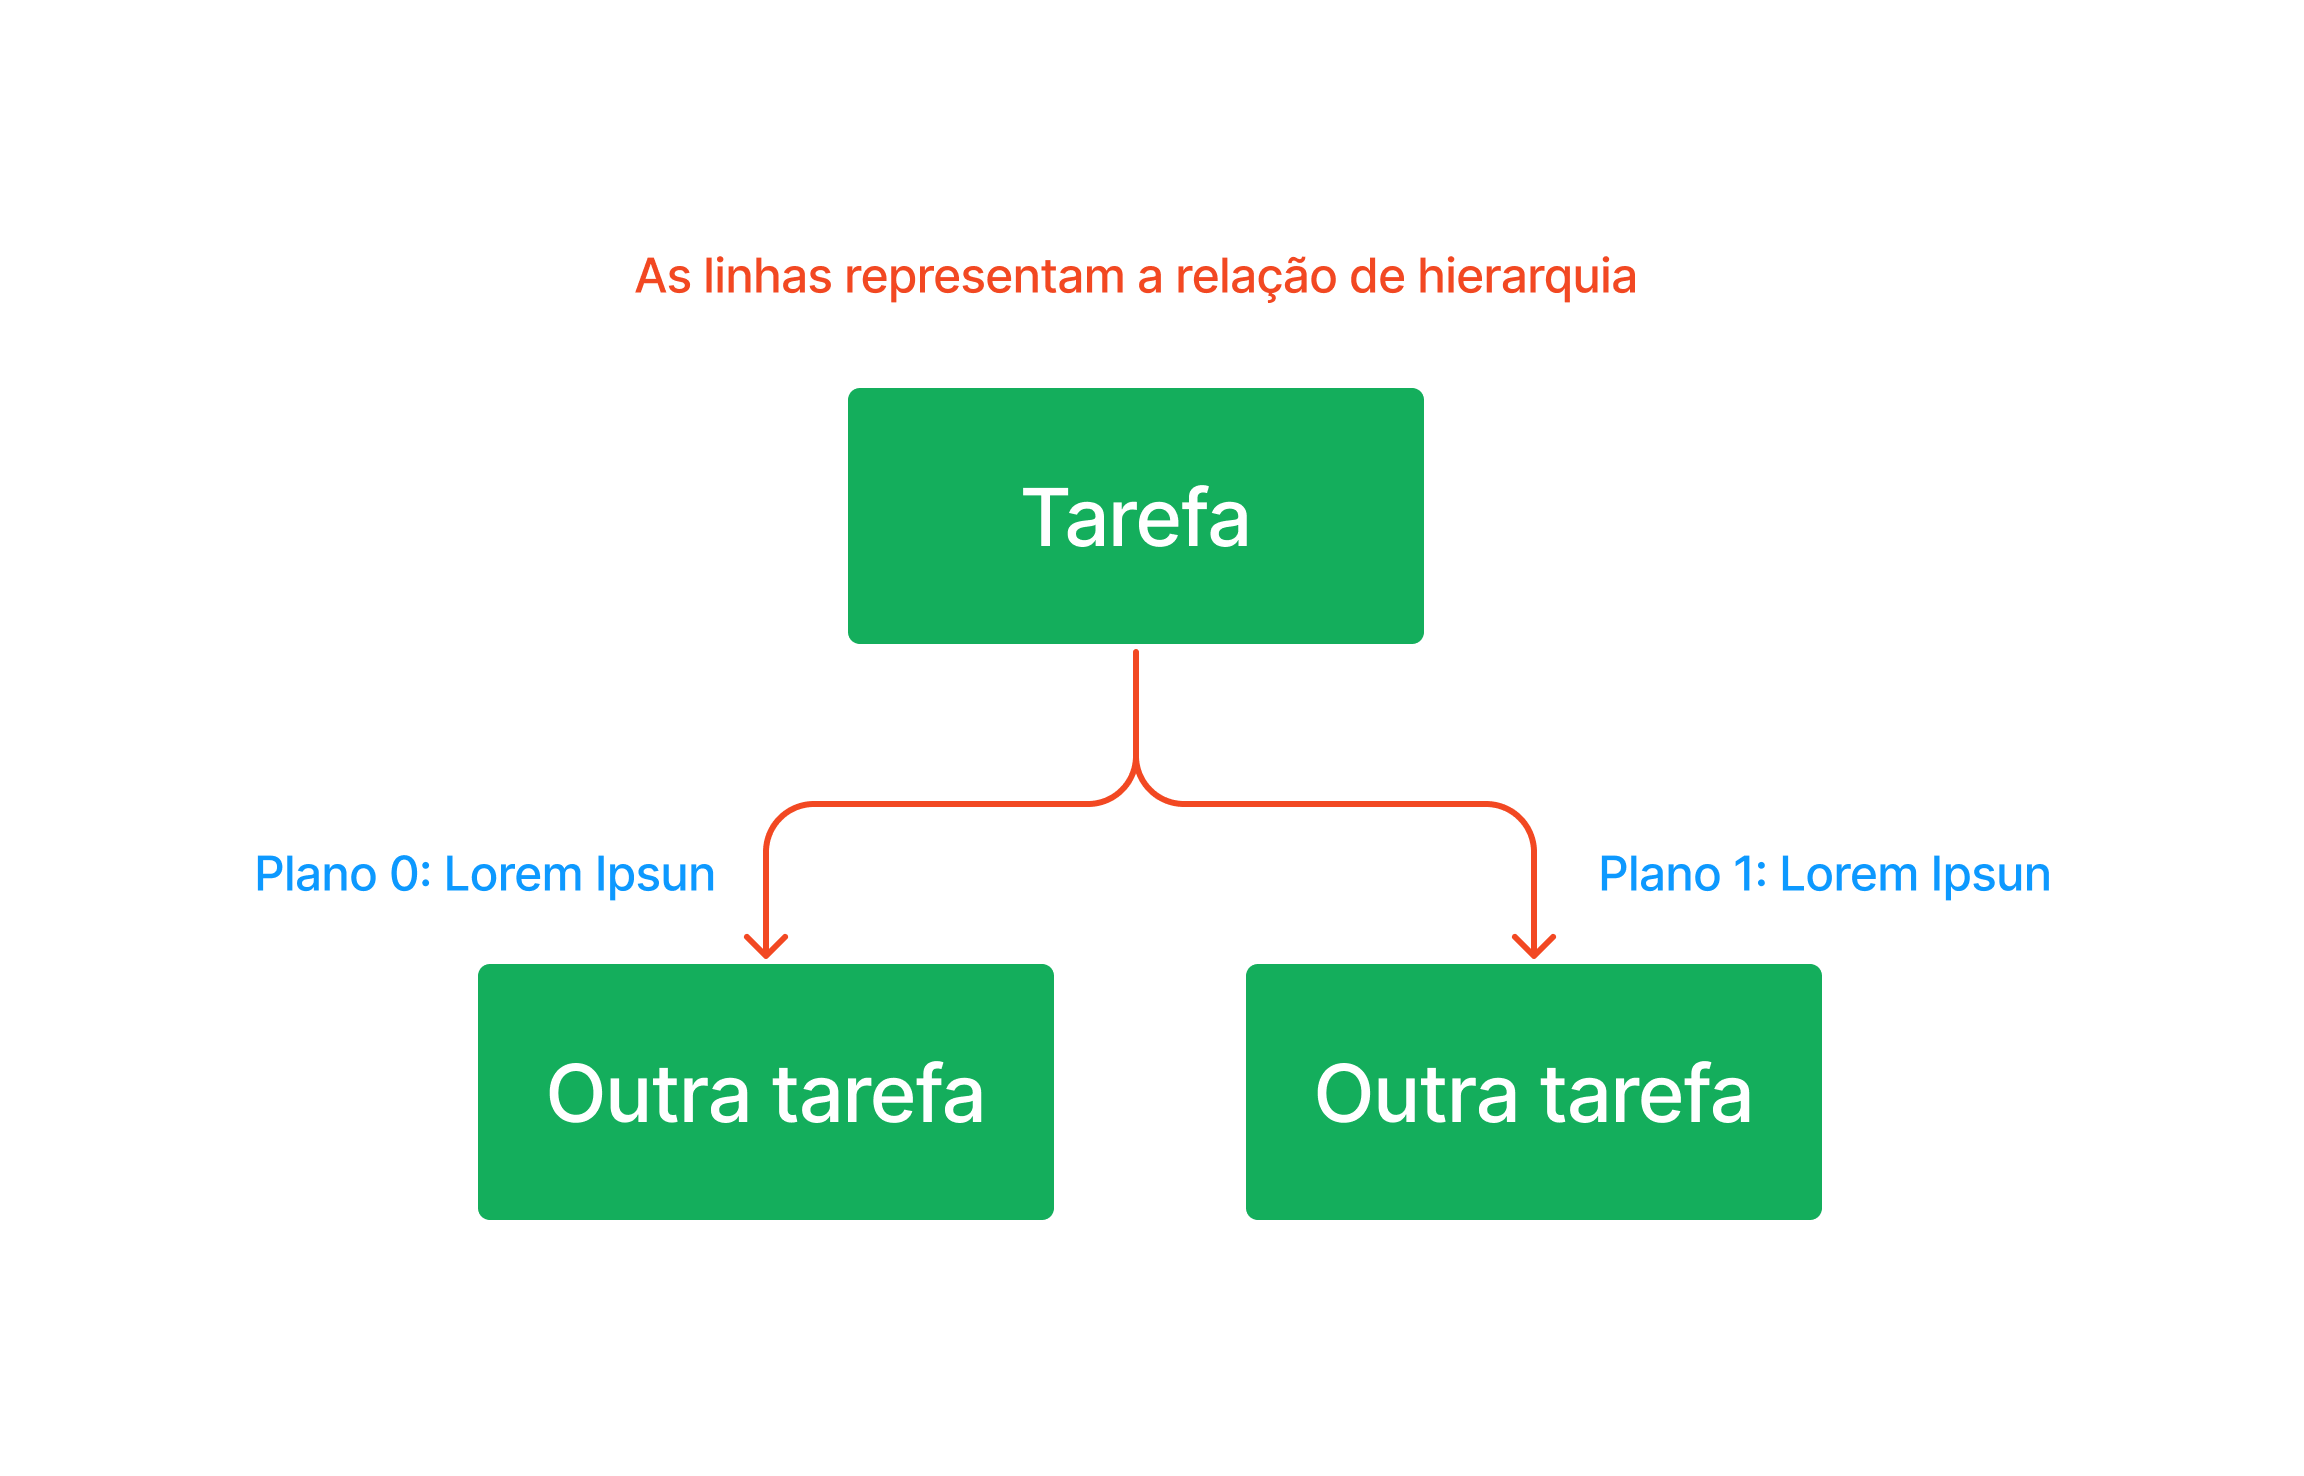 As linhas representam a relação de hierarquia
Tarefa
Plano 0: Lorem Ipsun
Plano 1: Lorem Ipsun
Outra tarefa
Outra tarefa